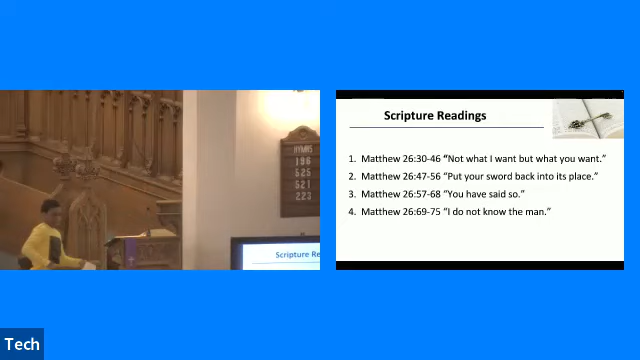 HYMNS
196
525
521
223
Scripture Re
Scripture Readings
1. Matthew 26:30-46 “Not what I want but what you want.”
2. Matthew 26:47-56 “Put your sword back into its place.”
3. Matthew 26:57-68 “You have said so.”
4. Matthew 26:69-75 “I do not know the man.”
Tech